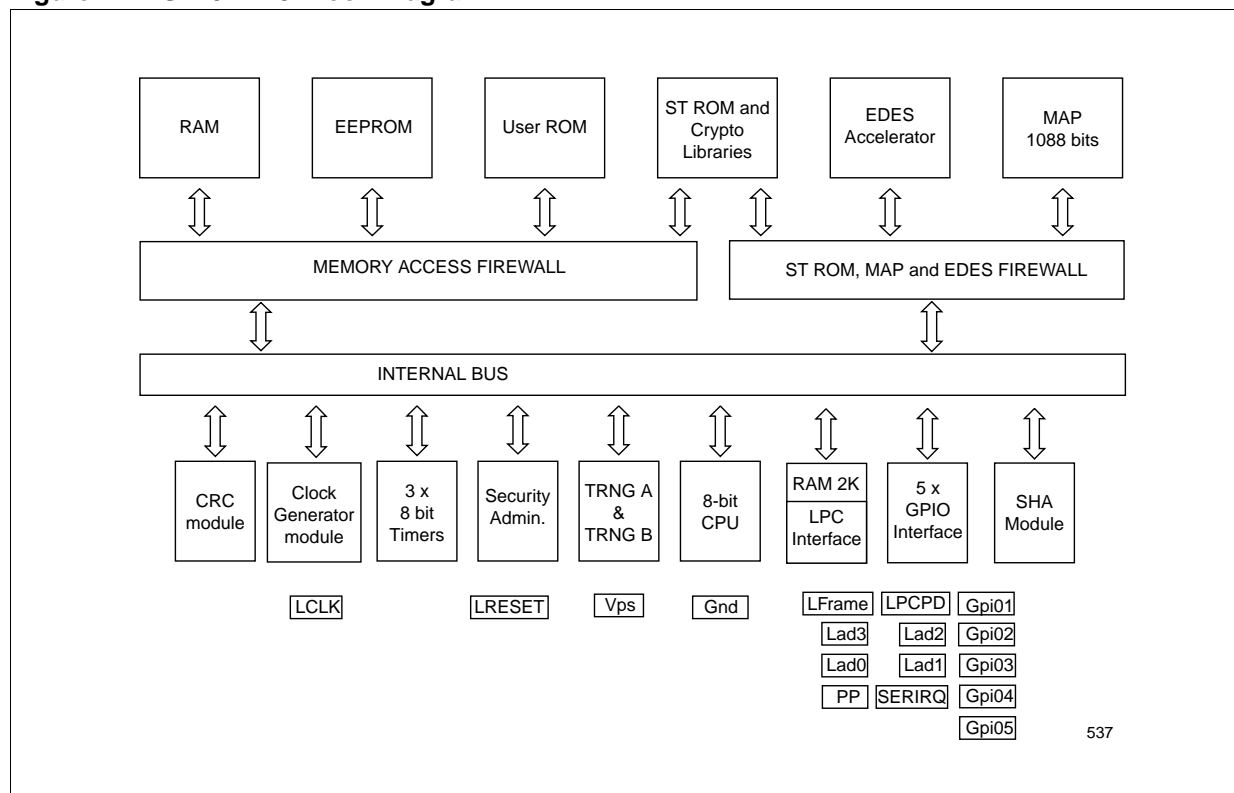 RAM
EEPROM
User ROM
ST ROM and
Crypto
Libraries
EDES
Accelerator
MAP
1088 bits
MEMORY ACCESS FIREWALL
ST ROM, MAP and EDES FIREWALL
INTERNAL BUS
CRC
module
Clock
Generator
module
3 x
8 bit
Timers
Security
Admin.
TRNG A
&
TRNG B
8-bit
CPU
RAM 2K
LPC
Interface
5 x
GPIO
Interface
SHA
Module
LCLK
LRESET
Vps
Gnd
LFrame
LPCPD
Gpi01
Lad3
Lad2
Gpi02
Lad0
Lad1
Gpi03
PP
SERIRQ
Gpi04
Gpi05
537